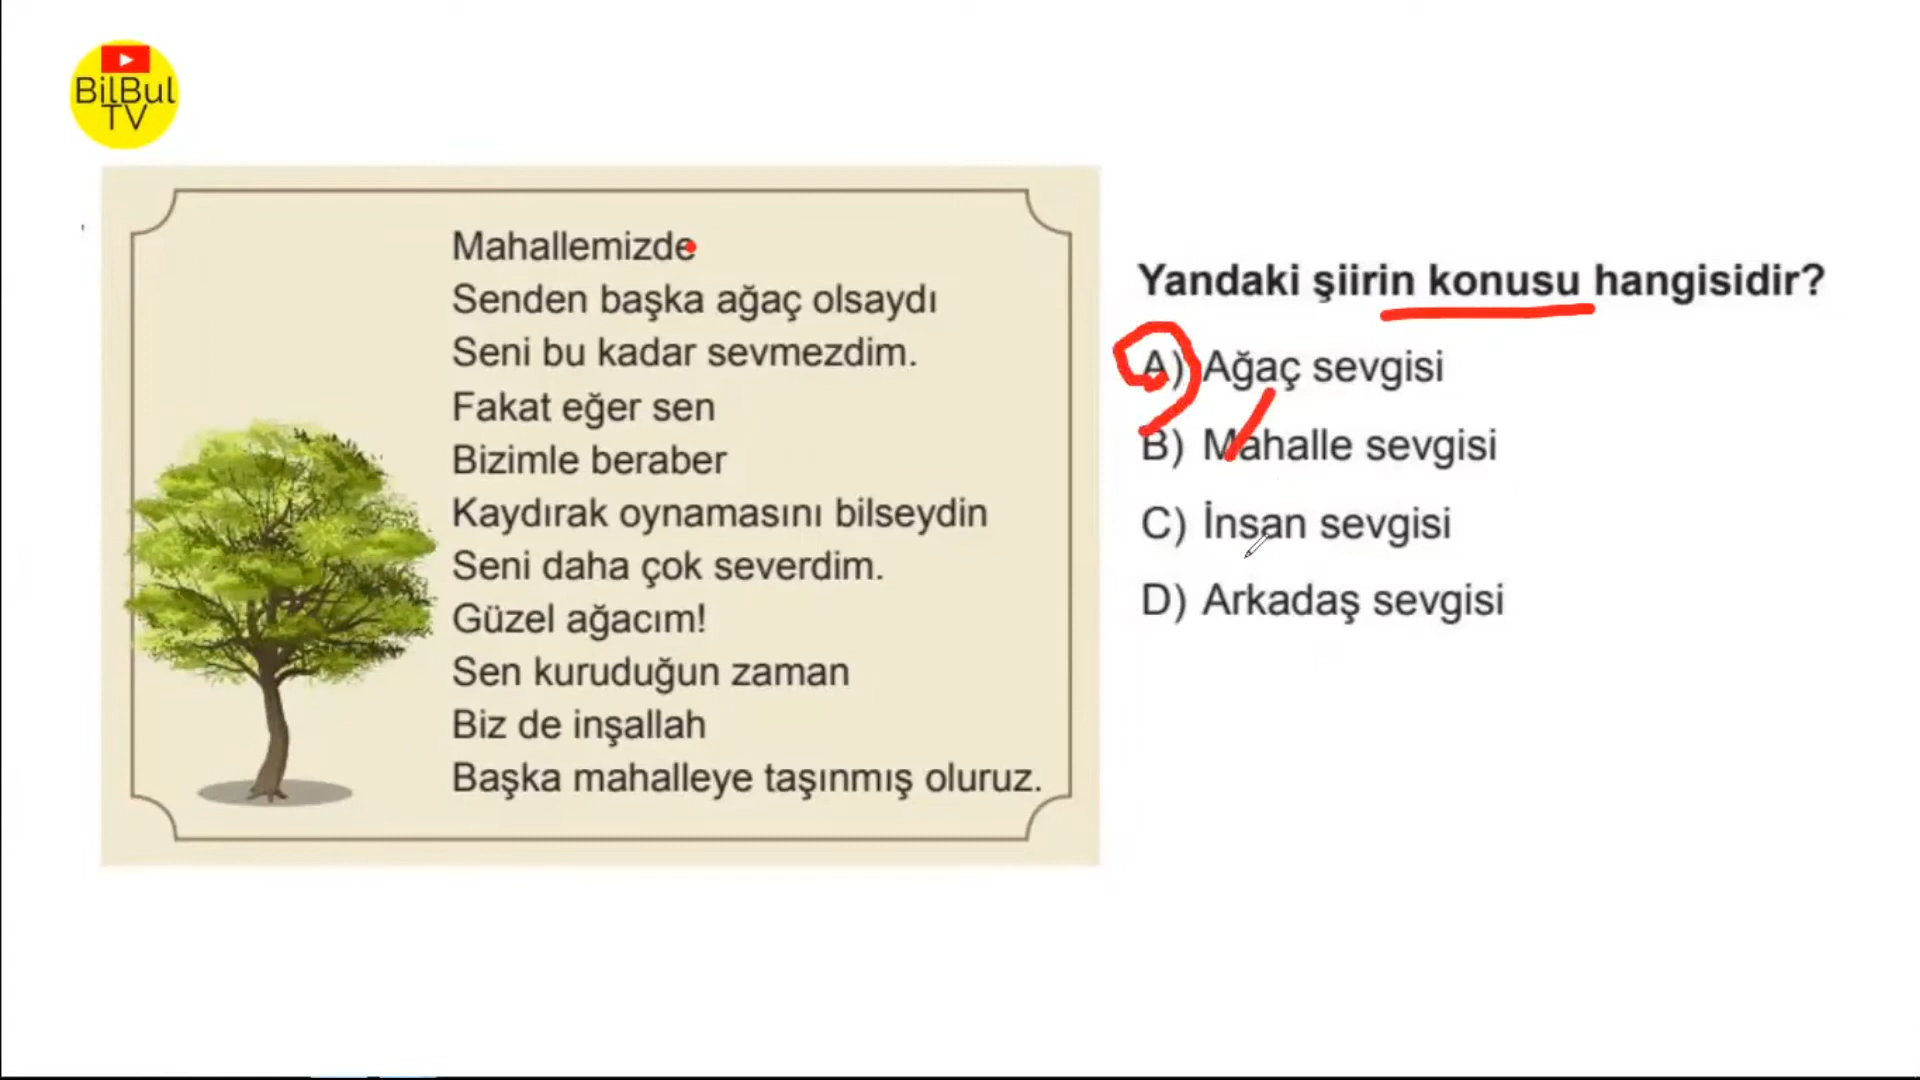 BilBul
TV
Mahallemizde
Senden başka ağaç olsaydı
Seni bu kadar sevmezdim.
Fakat eğer sen
Bizimle beraber
Kaydırak oynamasını bilseydin
Seni daha çok severdim.
Güzel ağacım!
Sen kuruduğun zaman
Biz de inşallah
Başka mahalleye taşınmış oluruz.
Yandaki şiirin konusu hangisidir?
A) Ağaç sevgisi
B) Mahalle sevgisi
C) İnsan sevgisi
D) Arkadaş sevgisi